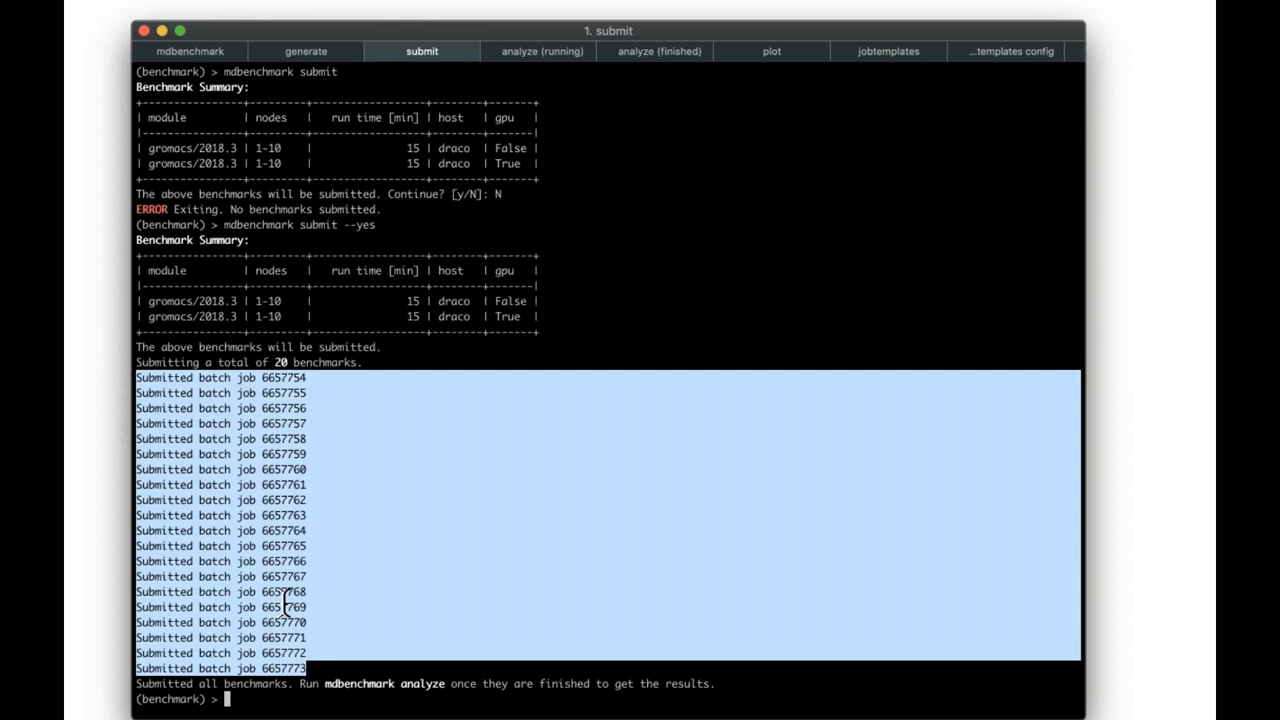 1. submit
mdbenchmark generate submit analyze (running) analyze (finished) plot jobtemplates ...templates config
(benchmark) > mdbenchmark submit
Benchmark Summary:
+----------------+---------+------------------+-------+-------+
| module         | nodes   |   run time [min] | host  | gpu   |
|----------------+---------+------------------+-------+-------|
| gromacs/2018.3 | 1-10    |               15 | draco | False |
| gromacs/2018.3 | 1-10    |               15 | draco | True  |
+----------------+---------+------------------+-------+-------+
The above benchmarks will be submitted. Continue? [y/N]: N
ERROR Exiting. No benchmarks submitted.
(benchmark) > mdbenchmark submit --yes
Benchmark Summary:
+----------------+---------+------------------+-------+-------+
| module         | nodes   |   run time [min] | host  | gpu   |
|----------------+---------+------------------+-------+-------|
| gromacs/2018.3 | 1-10    |               15 | draco | False |
| gromacs/2018.3 | 1-10    |               15 | draco | True  |
+----------------+---------+------------------+-------+-------+
The above benchmarks will be submitted.
Submitting a total of 20 benchmarks.
Submitted batch job 6657754
Submitted batch job 6657755
Submitted batch job 6657756
Submitted batch job 6657757
Submitted batch job 6657758
Submitted batch job 6657759
Submitted batch job 6657760
Submitted batch job 6657761
Submitted batch job 6657762
Submitted batch job 6657763
Submitted batch job 6657764
Submitted batch job 6657765
Submitted batch job 6657766
Submitted batch job 6657767
Submitted batch job 6657768
Submitted batch job 6657769
Submitted batch job 6657770
Submitted batch job 6657771
Submitted batch job 6657772
Submitted batch job 6657773
Submitted all benchmarks. Run mdbenchmark analyze once they are finished to get the results.
(benchmark) >